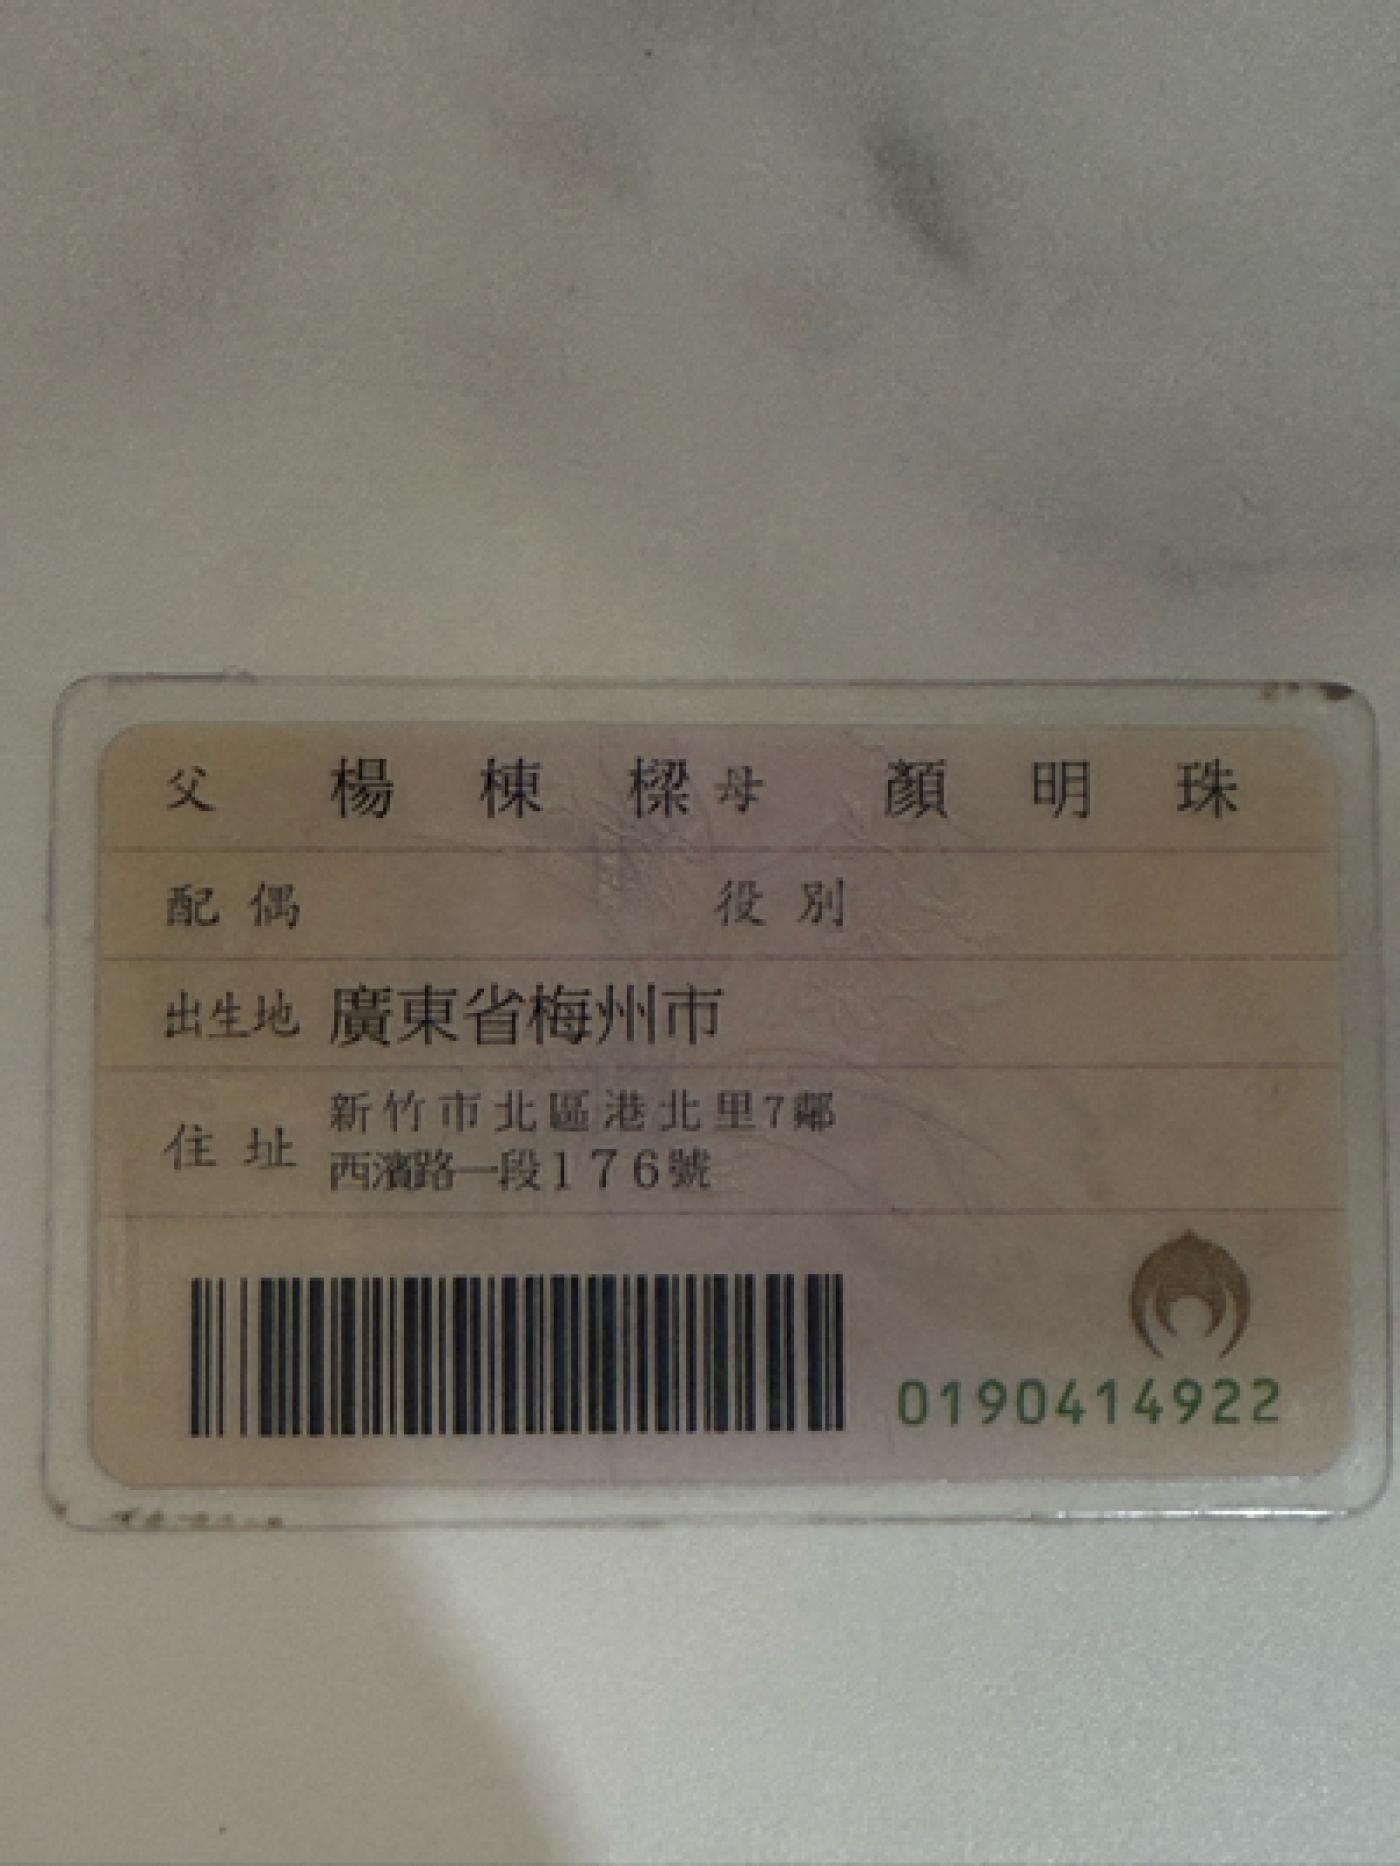 父 楊棟樑 母 顏明珠
配偶 役別
出生地 廣東省梅州市
住址 新竹市北區港北里7鄰
西濱路一段176號
0190414922